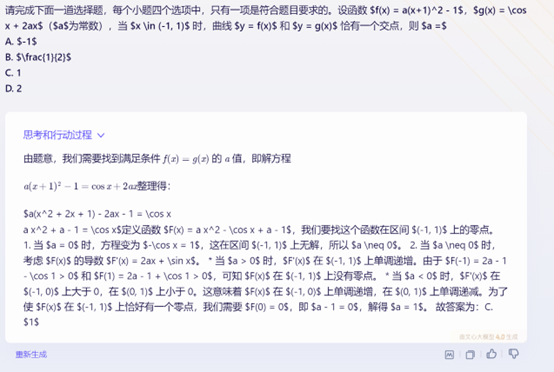 请完成下面一道选择题，每个小题四个选项中，只有一项是符合题目要求的。设函数 $f(x) = a(x+1)^2 - 1$，$g(x) = \cos
x + 2ax$（$a$为常数），当 $x \in (-1, 1)$ 时，曲线 $y = f(x)$ 和 $y = g(x)$ 恰有一个交点，则 $a =$
A. $-1$
B. $\frac{1}{2}$
C. 1
D. 2
思考和行动过程
由题意，我们需要找到满足条件 f(x) = g(x) 的 a 值，即解方程
a(x + 1)² − 1 = cos x + 2ax整理得：
$a(x^2 + 2x + 1) - 2ax - 1 = \cos x
a x^2 + a - 1 = \cos x$定义函数 $F(x) = a x^2 - \cos x + a - 1$，我们要找这个函数在区间 $(-1, 1)$ 上的零点。
1. 当 $a = 0$ 时，方程变为 $-\cos x = 1$，这在区间 $(-1, 1)$ 上无解，所以 $a \neq 0$。 2. 当 $a \neq 0$ 时，
考虑 $F(x)$ 的导数 $F'(x) = 2ax + \sin x$。 * 当 $a > 0$ 时，$F'(x)$ 在 $(-1, 1)$ 上单调递增。由于 $F(-1) = 2a - 1
- \cos 1 > 0$ 和 $F(1) = 2a - 1 + \cos 1 > 0$，可知 $F(x)$ 在 $(-1, 1)$ 上没有零点。 * 当 $a < 0$ 时，$F'(x)$ 在
$(-1, 0)$ 上大于 0，在 $(0, 1)$ 上小于 0。这意味着 $F(x)$ 在 $(-1, 0)$ 上单调递增，在 $(0, 1)$ 上单调递减。为了
使 $F(x)$ 在 $(-1, 1)$ 上恰好有一个零点，我们需要 $F(0) = 0$，即 $a - 1 = 0$，解得 $a = 1$。 故答案为：C.
$1$
文心大模型 4.0 生成
重新生成